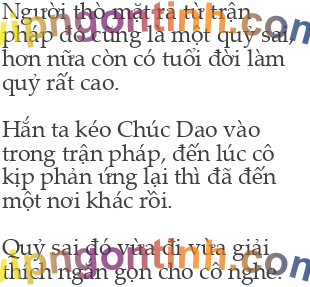 Người thò mặt ra từ trận
pháp đó cũng là một quỷ sai,
hơn nữa còn có tuổi đời làm
quỷ rất cao.
Hắn ta kéo Chúc Dao vào
trong trận pháp, đến lúc cô
kịp phản ứng lại thì đã đến
một nơi khác rồi.
Quỷ sai đó vừa đi vừa giải
thích ngắn gọn cho cô nghe.